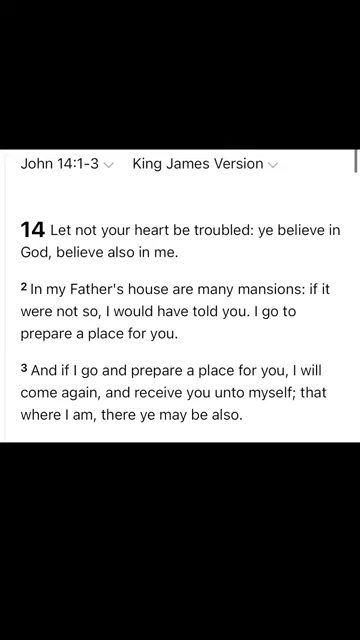 John 14:1-3 King James Version
14 Let not your heart be troubled: ye believe in
God, believe also in me.
2 In my Father's house are many mansions: if it
were not so, I would have told you. I go to
prepare a place for you.
3 And if I go and prepare a place for you, I will
come again, and receive you unto myself; that
where I am, there ye may be also.